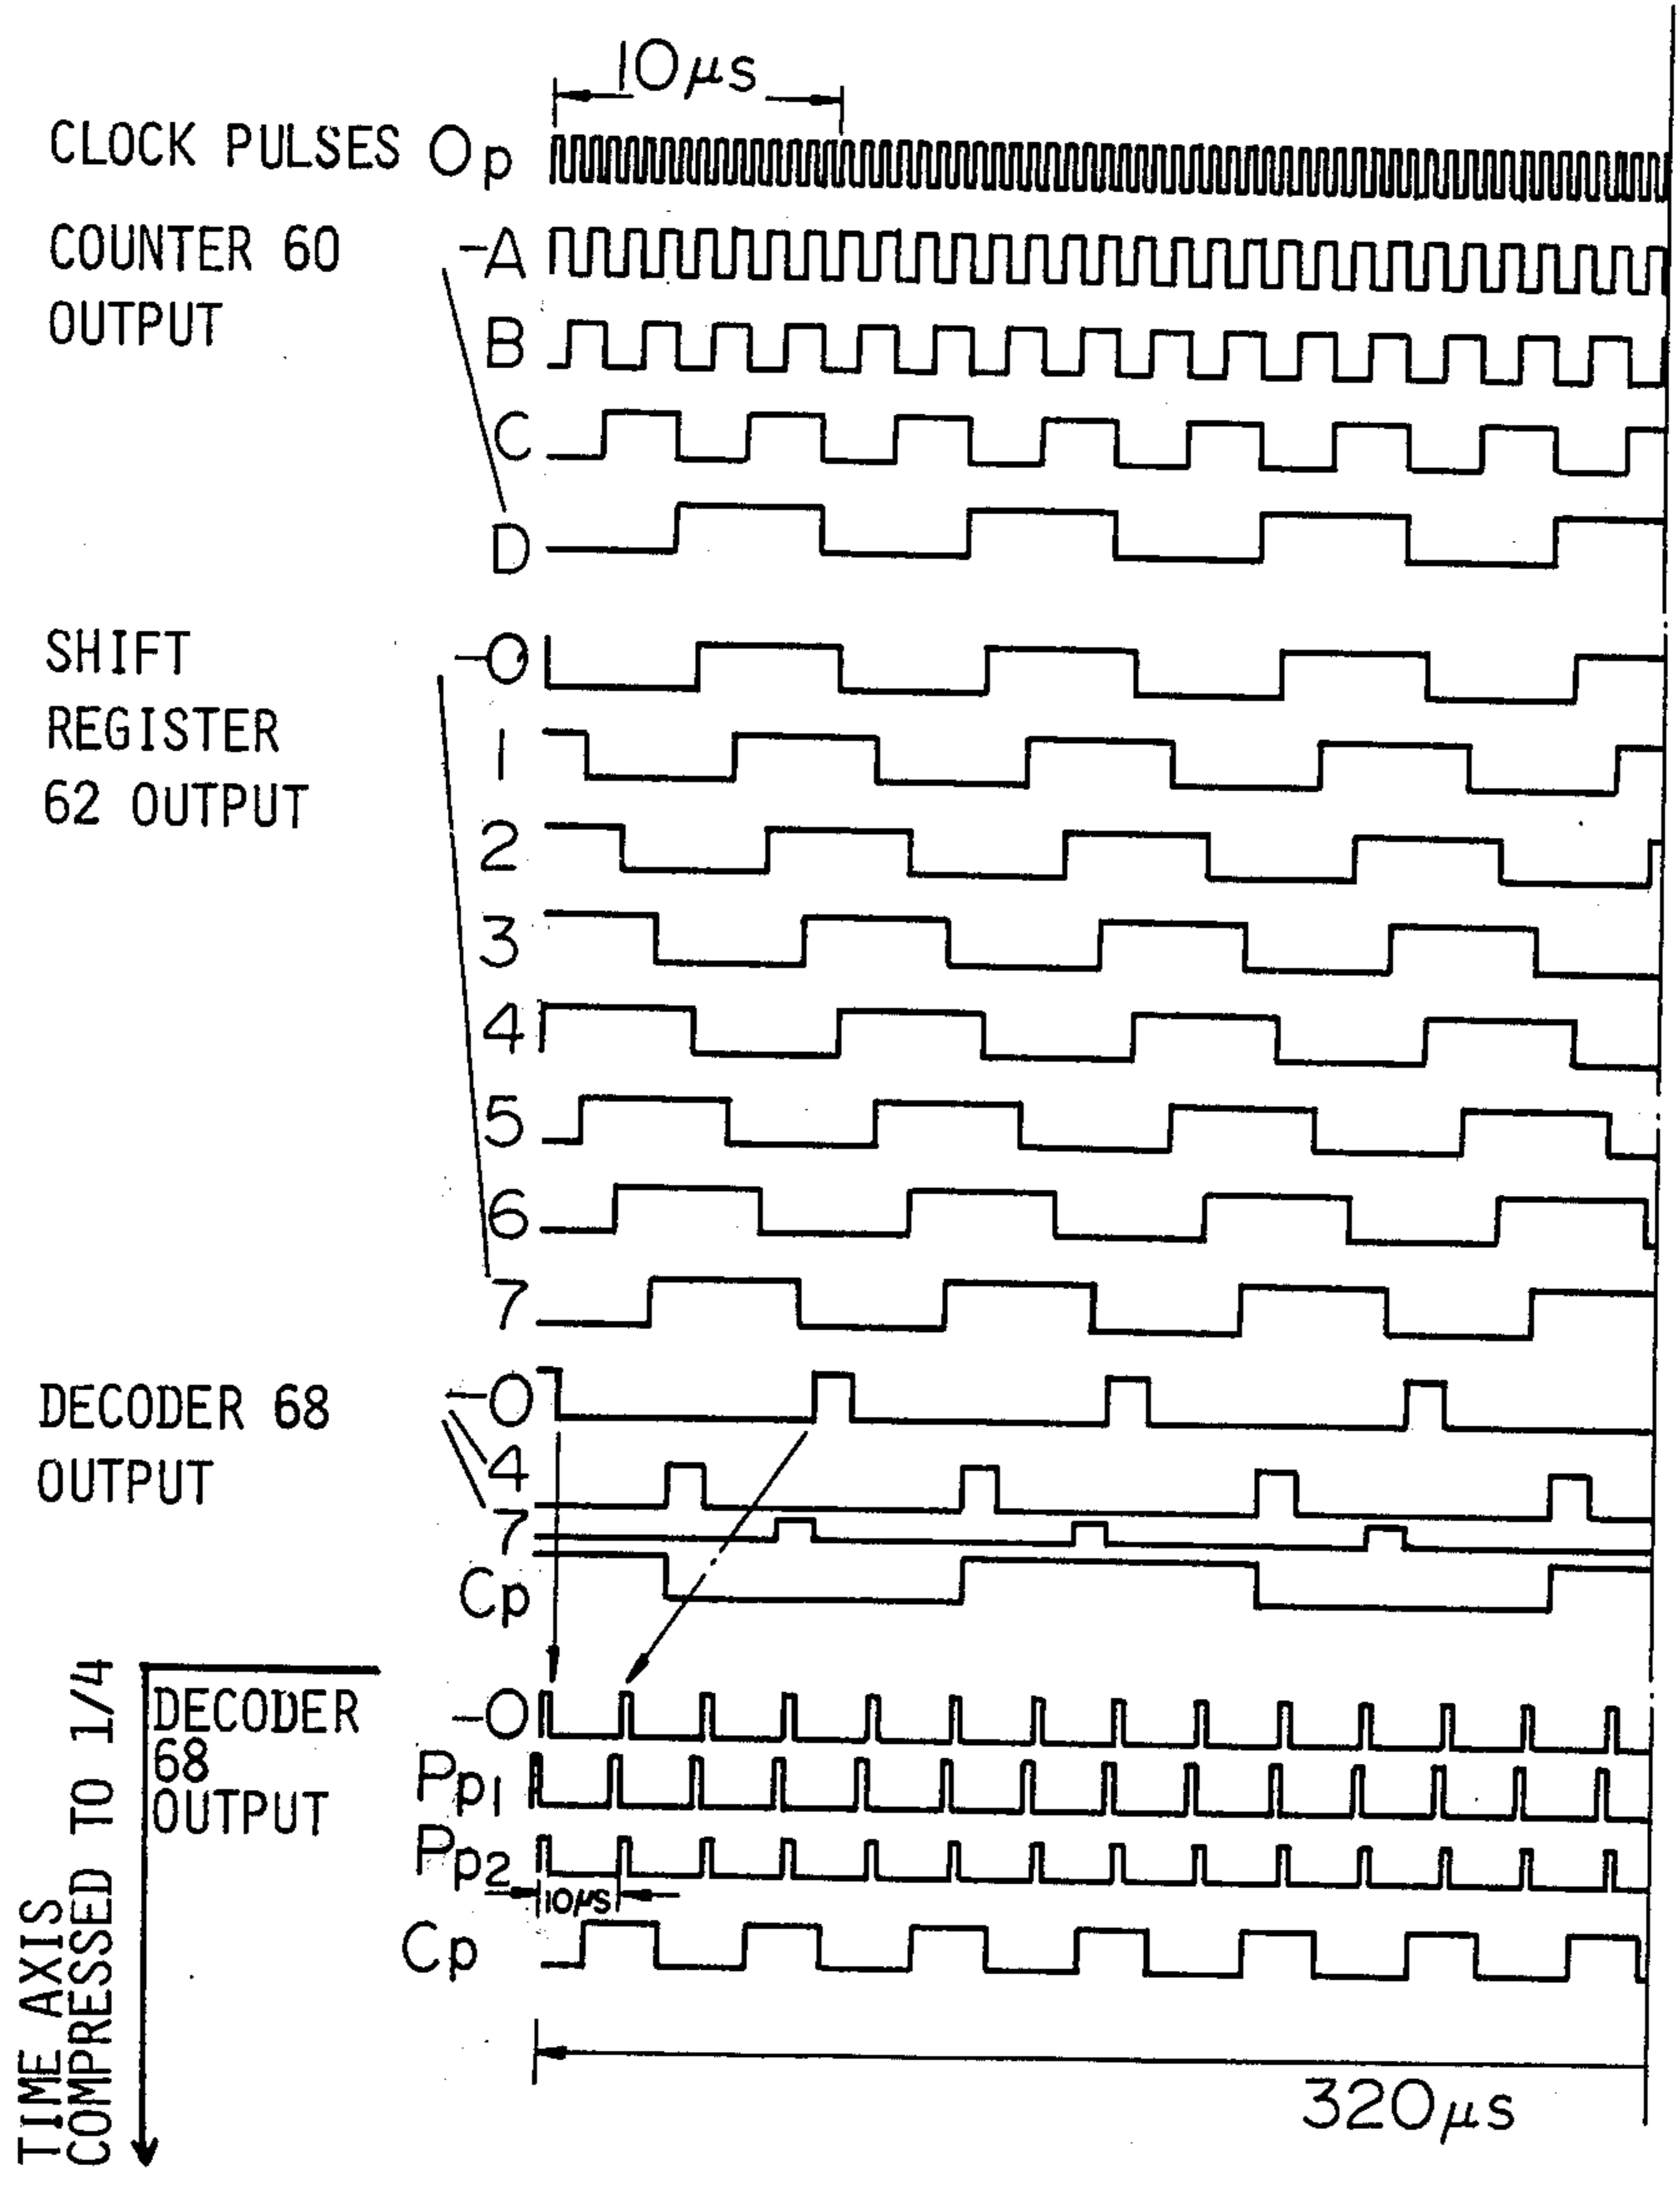 10μs
CLOCK PULSES Op
COUNTER 60
OUTPUT
A
B
C
D
SHIFT
REGISTER
62 OUTPUT
0
1
2
3
4
5
6
7
DECODER 68
OUTPUT
0
4
7
Cp
TIME AXIS
COMPRESSED TO 1/4
DECODER
68
OUTPUT
0
Pp1
Pp2
10μs
Cp
320μs